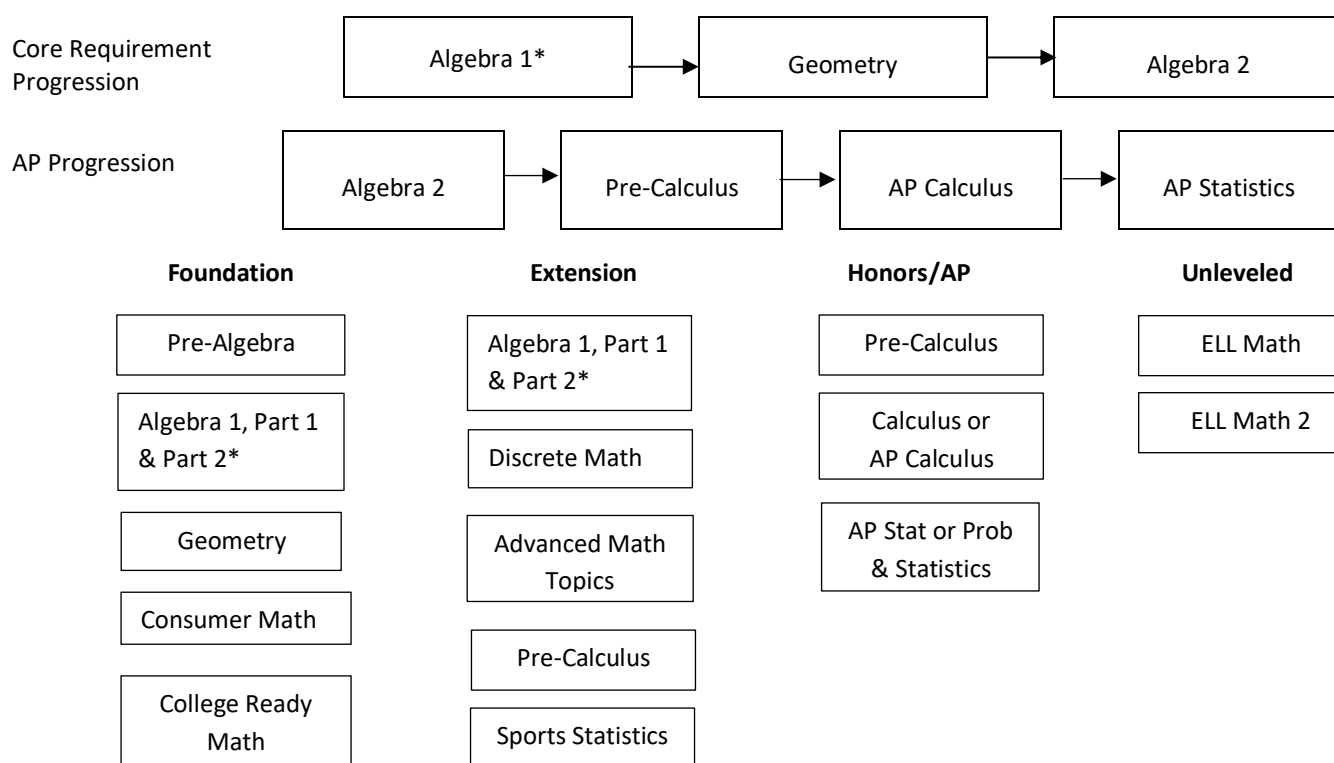 Core Requirement
Progression
Algebra 1*
Geometry
Algebra 2
AP Progression
Algebra 2
Pre-Calculus
AP Calculus
AP Statistics
Foundation
Pre-Algebra
Algebra 1, Part 1
& Part 2*
Geometry
Consumer Math
College Ready
Math
Extension
Algebra 1, Part 1
& Part 2*
Discrete Math
Advanced Math
Topics
Pre-Calculus
Sports Statistics
Honors/AP
Pre-Calculus
Calculus or
AP Calculus
AP Stat or Prob
& Statistics
Unleveled
ELL Math
ELL Math 2